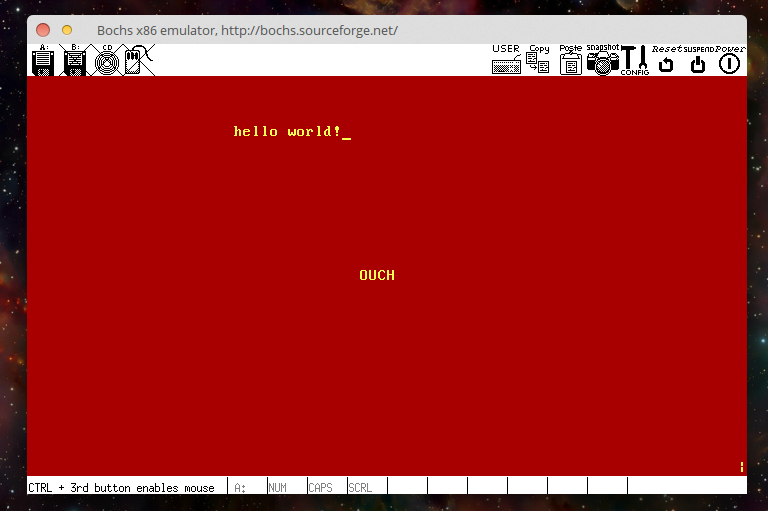 Bochs x86 emulator, http://bochs.sourceforge.net/
A: B: CD USER Copy Paste snapshot CONFIG Reset SUSPEND Power
hello world!_
OUCH
¦
CTRL + 3rd button enables mouse A: NUM CAPS SCRL